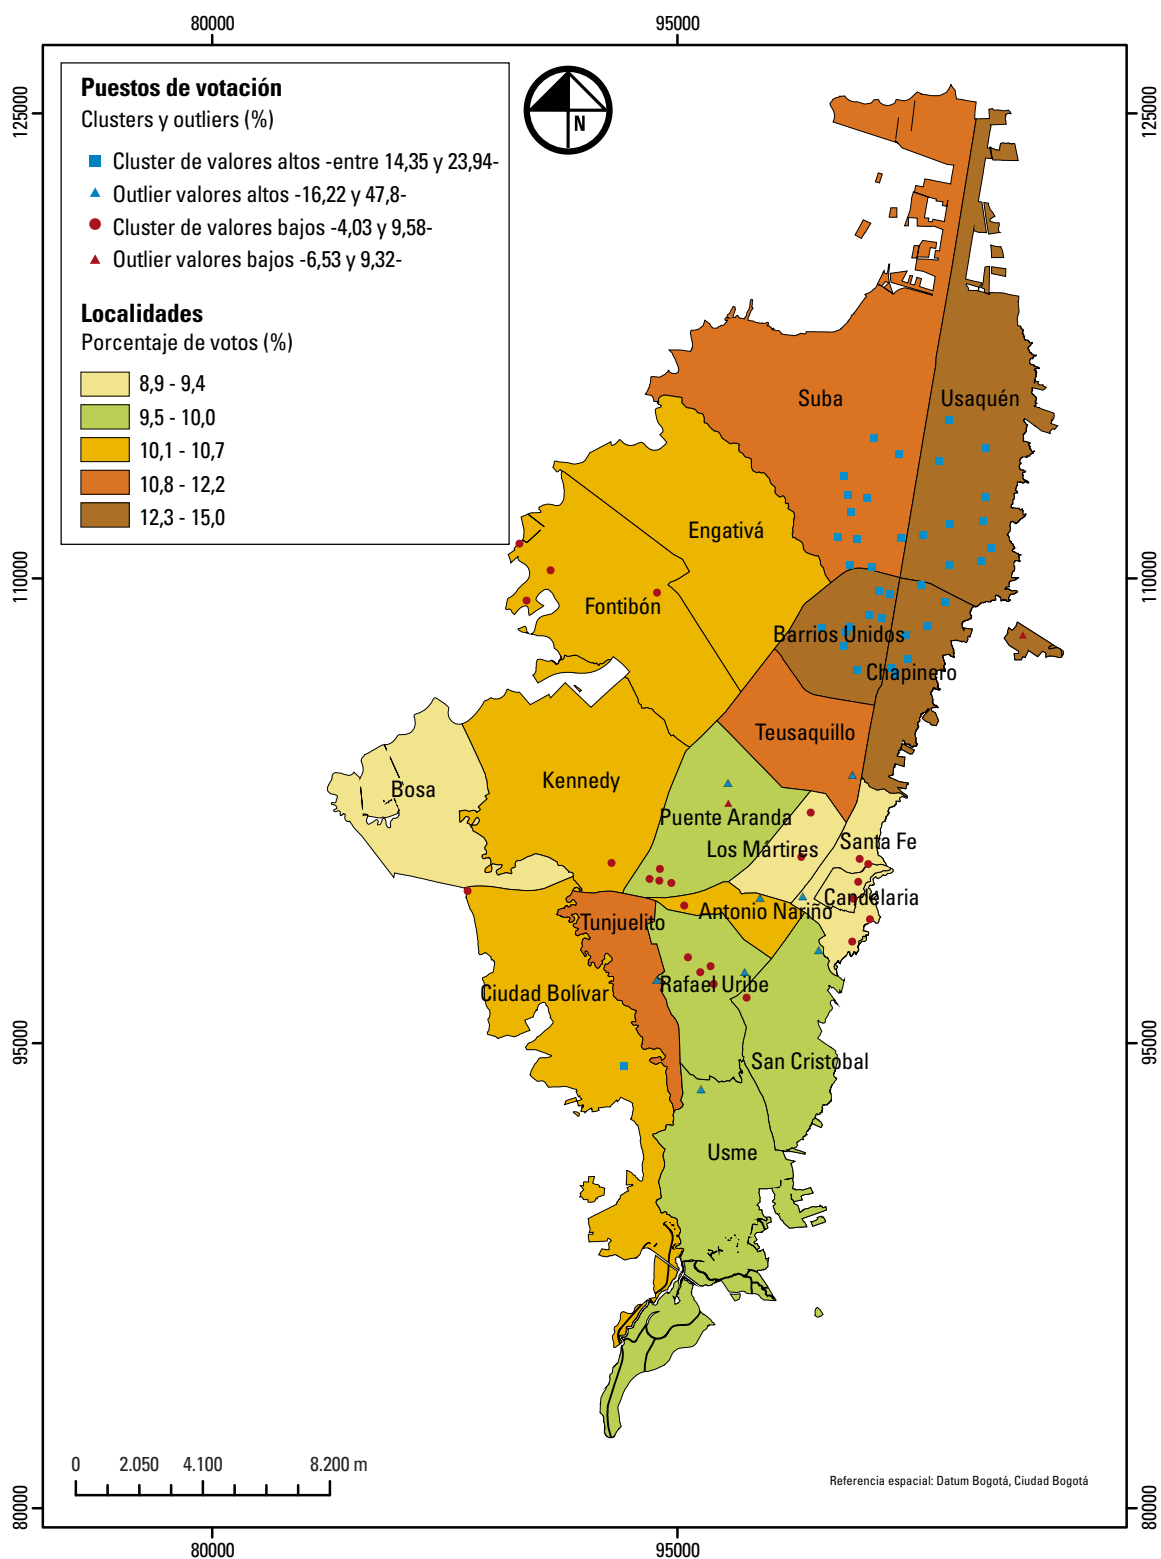 80000
95000
125000
125000
Puestos de votación
Clusters y outliers (%)
Cluster de valores altos -entre 14,35 y 23,94-
Outlier valores altos -16,22 y 47,8-
Cluster de valores bajos -4,03 y 9,58-
Outlier valores bajos -6,53 y 9,32-
Localidades
Porcentaje de votos (%)
8,9 - 9,4
9,5 - 10,0
10,1 - 10,7
10,8 - 12,2
12,3 - 15,0
N
Suba
Usaquén
Engativá
110000
110000
Fontibón
Barrios Unidos
Chapinero
Teusaquillo
Kennedy
Bosa
Puente Aranda
Los Mártires
Santa Fe
Candelaria
Antonio Nariño
Tunjuelito
Rafael Uribe
Ciudad Bolívar
95000
95000
San Cristobal
Usme
0
2.050
4.100
8.200 m
Referencia espacial: Datum Bogotá, Ciudad Bogotá
80000
80000
80000
95000